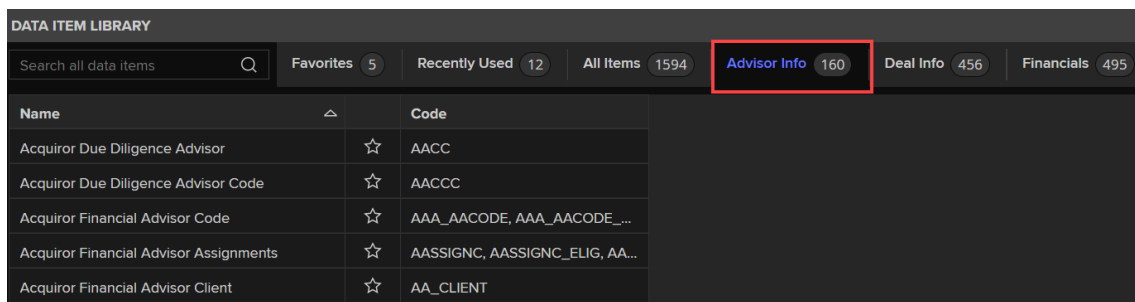 DATA ITEM LIBRARY
Search all data items Favorites 5 Recently Used 12 All Items 1594 Advisor Info 160 Deal Info 456 Financials 495
Name Code
Acquiror Due Diligence Advisor AACC
Acquiror Due Diligence Advisor Code AACCC
Acquiror Financial Advisor Code AAA_AACODE, AAA_AACODE_...
Acquiror Financial Advisor Assignments AASSIGNC, AASSIGNC_ELIG, AA...
Acquiror Financial Advisor Client AA_CLIENT